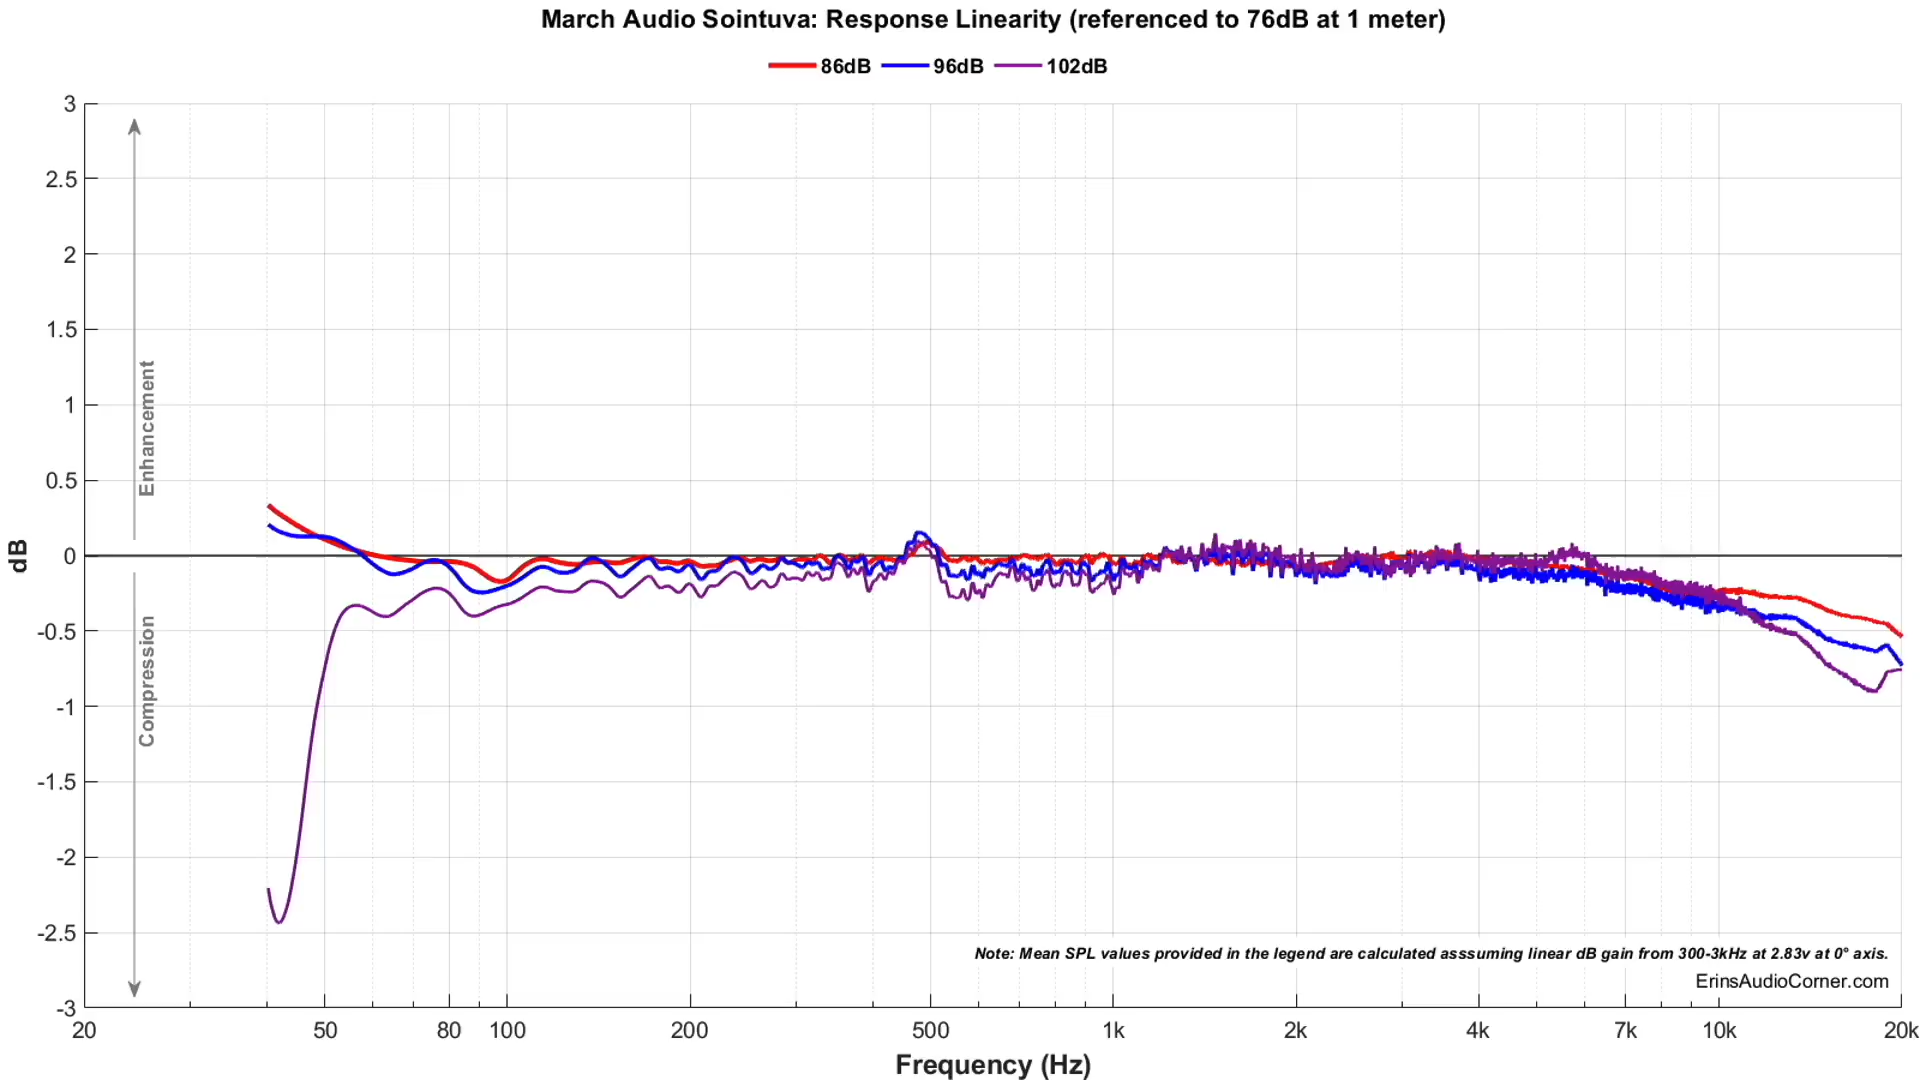 March Audio Sointuva: Response Linearity (referenced to 76dB at 1 meter)
86dB 96dB 102dB
3
2.5
2
1.5
1
0.5
0
-0.5
-1
-1.5
-2
-2.5
-3
dB
Enhancement
Compression
Note: Mean SPL values provided in the legend are calculated asssuming linear dB gain from 300-3kHz at 2.83v at 0° axis.
ErinsAudioCorner.com
20 50 80 100 200 500 1k 2k 4k 7k 10k 20k
Frequency (Hz)